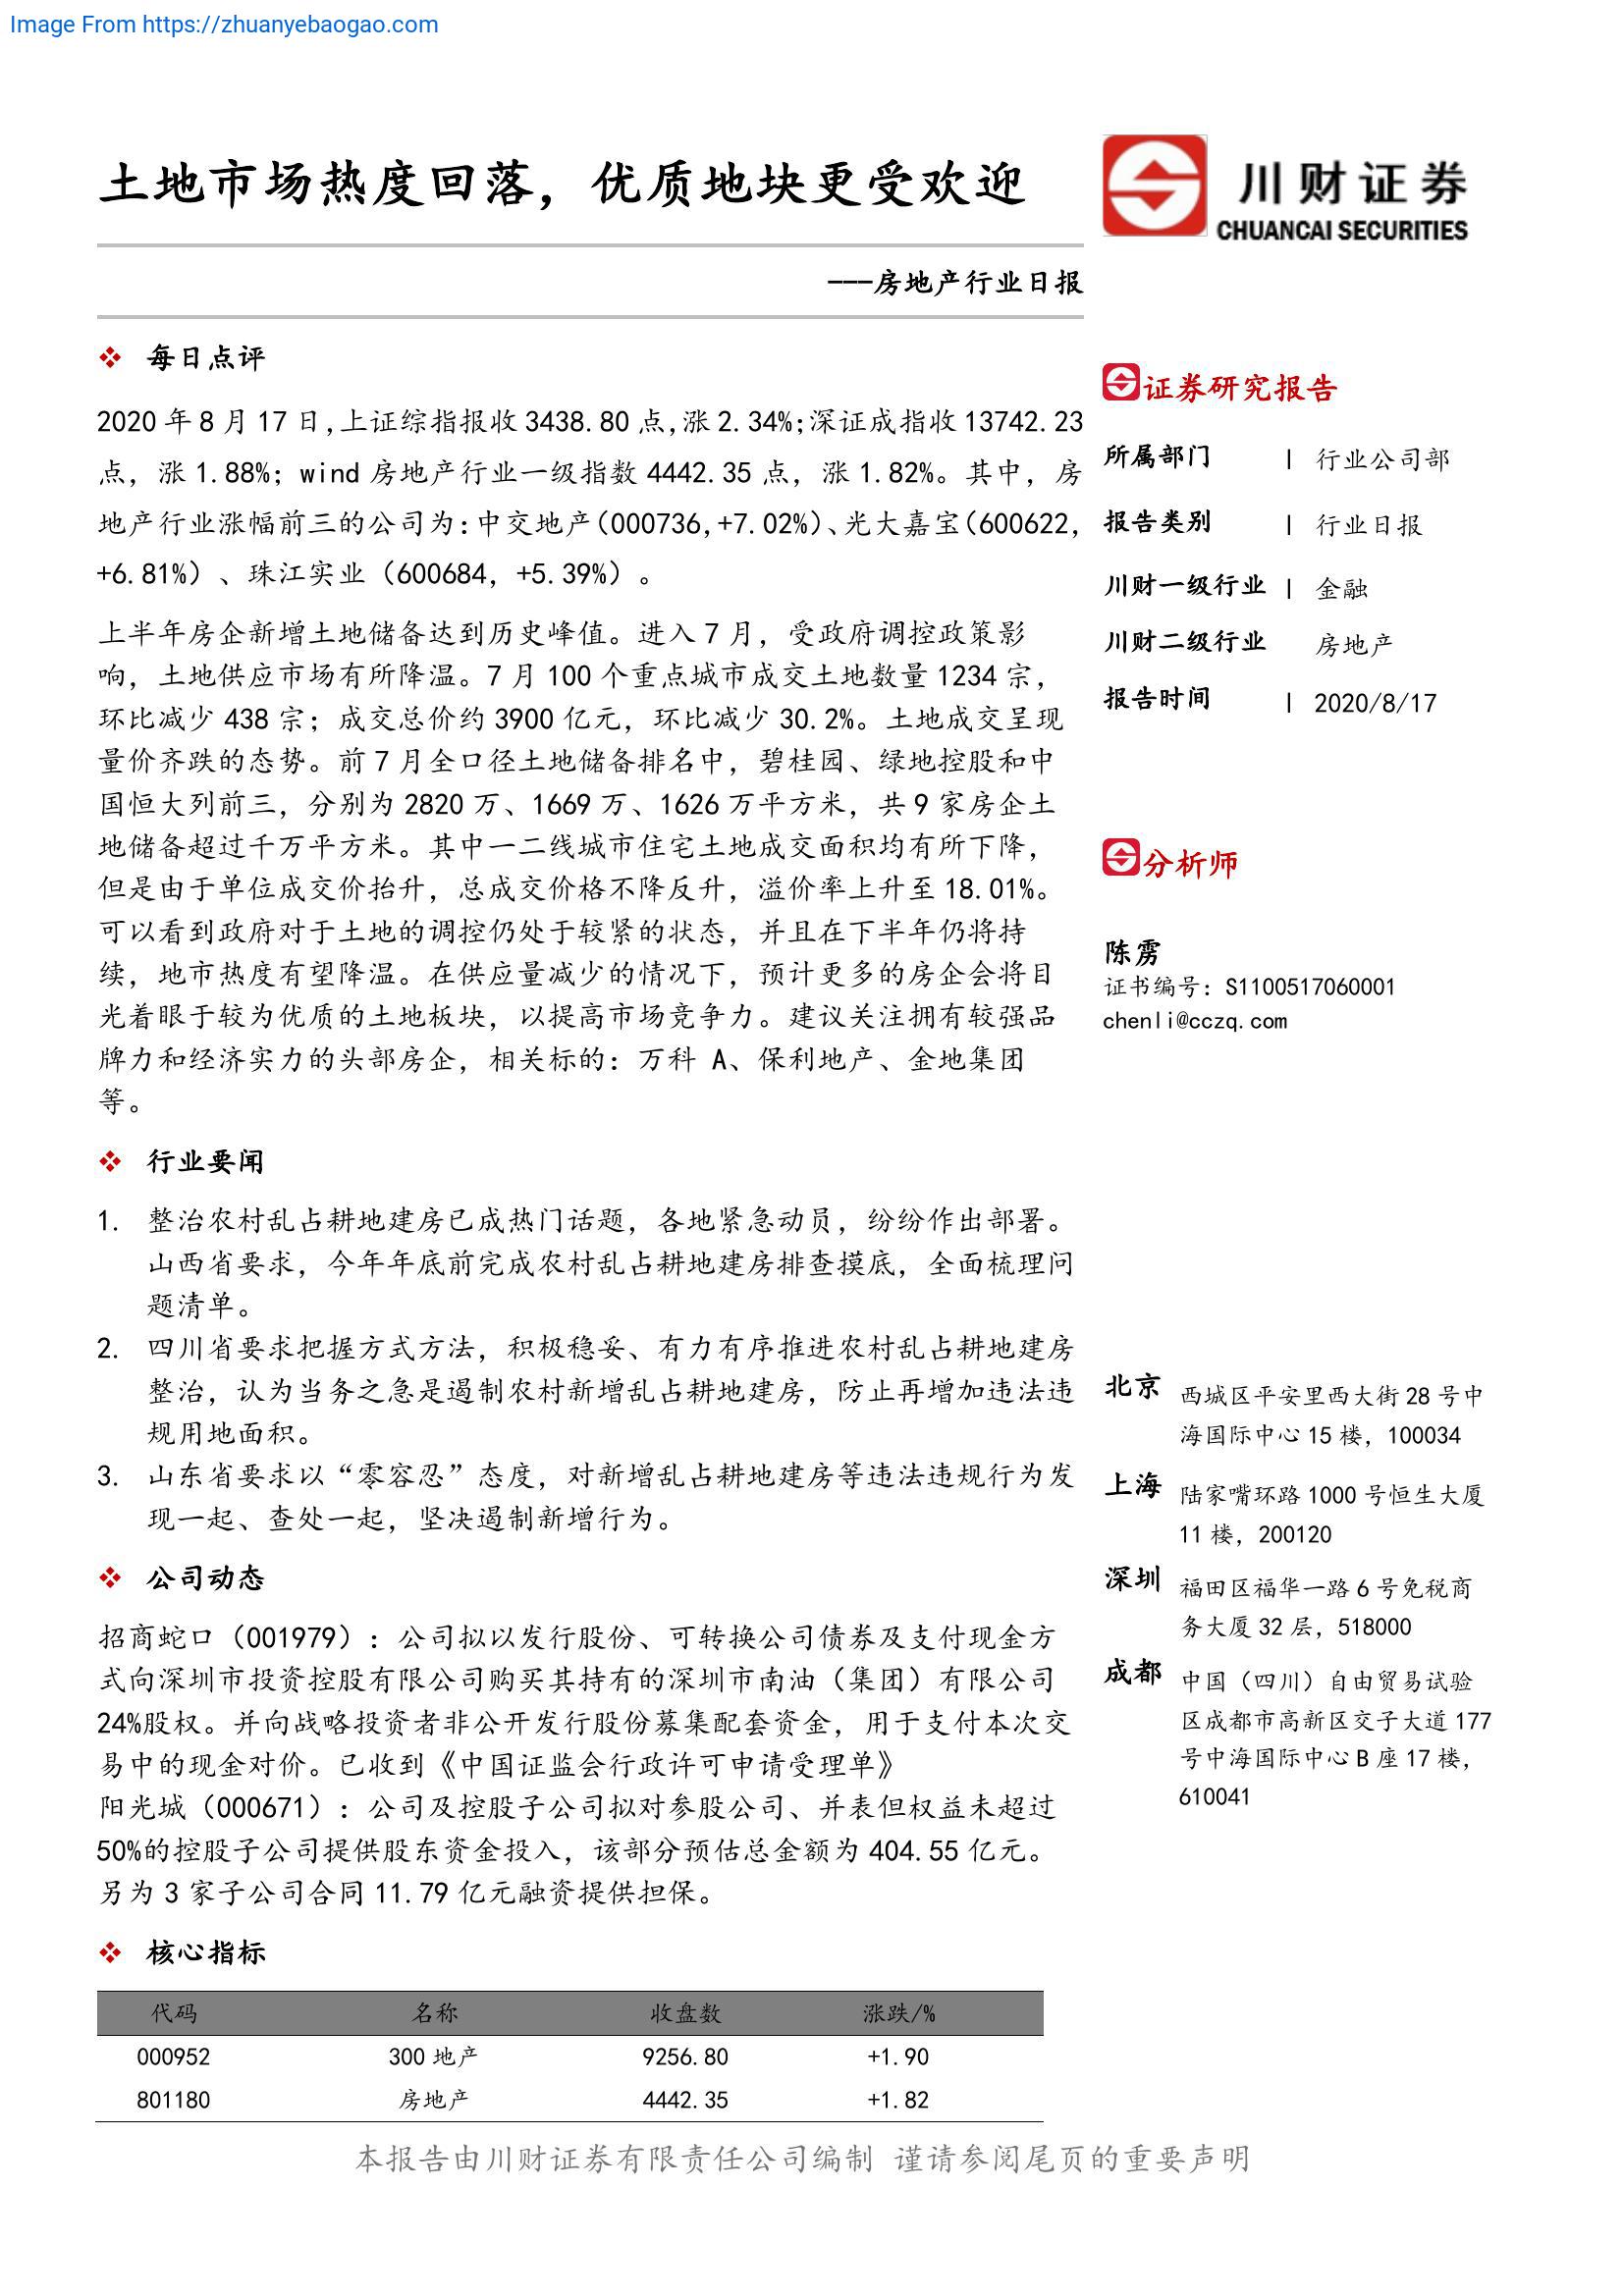 Image From https://zhuanyebaogao.com
土地市场热度回落，优质地块更受欢迎
川财证券
CHUANCAI SECURITIES
---房地产行业日报
每日点评
2020 年 8 月 17 日，上证综指报收 3438.80 点，涨 2.34%；深证成指收 13742.23
点，涨 1.88%；wind 房地产行业一级指数 4442.35 点，涨 1.82%。其中，房
地产行业涨幅前三的公司为：中交地产（000736,+7.02%）、光大嘉宝（600622,
+6.81%）、珠江实业（600684，+5.39%）。
上半年房企新增土地储备达到历史峰值。进入 7 月，受政府调控政策影
响，土地供应市场有所降温。7 月 100 个重点城市成交土地数量 1234 宗，
环比减少 438 宗；成交总价约 3900 亿元，环比减少 30.2%。土地成交呈现
量价齐跌的态势。前 7 月全口径土地储备排名中，碧桂园、绿地控股和中
国恒大列前三，分别为 2820 万、1669 万、1626 万平方米，共 9 家房企土
地储备超过千万平方米。其中一二线城市住宅土地成交面积均有所下降，
但是由于单位成交价抬升，总成交价格不降反升，溢价率上升至 18.01%。
可以看到政府对于土地的调控仍处于较紧的状态，并且在下半年仍将持
续，地市热度有望降温。在供应量减少的情况下，预计更多的房企会将目
光着眼于较为优质的土地板块，以提高市场竞争力。建议关注拥有较强品
牌力和经济实力的头部房企，相关标的：万科 A、保利地产、金地集团
等。
行业要闻
1. 整治农村乱占耕地建房已成热门话题，各地紧急动员，纷纷作出部署。
山西省要求，今年年底前完成农村乱占耕地建房排查摸底，全面梳理问
题清单。
2. 四川省要求把握方式方法，积极稳妥、有力有序推进农村乱占耕地建房
整治，认为当务之急是遏制农村新增乱占耕地建房，防止再增加违法违
规用地面积。
3. 山东省要求以“零容忍”态度，对新增乱占耕地建房等违法违规行为发
现一起、查处一起，坚决遏制新增行为。
公司动态
招商蛇口（001979）：公司拟以发行股份、可转换公司债券及支付现金方
式向深圳市投资控股有限公司购买其持有的深圳市南油（集团）有限公司
24%股权。并向战略投资者非公开发行股份募集配套资金，用于支付本次交
易中的现金对价。已收到《中国证监会行政许可申请受理单》
阳光城（000671）：公司及控股子公司拟对参股公司、并表但权益未超过
50%的控股子公司提供股东资金投入，该部分预估总金额为 404.55 亿元。
另为 3 家子公司合同 11.79 亿元融资提供担保。
核心指标
代码 名称 收盘数 涨跌/%
000952 300 地产 9256.80 +1.90
801180 房地产 4442.35 +1.82
证券研究报告
所属部门 | 行业公司部
报告类别 | 行业日报
川财一级行业 | 金融
川财二级行业 房地产
报告时间 | 2020/8/17
分析师
陈雳
证书编号：S1100517060001
chenli@cczq.com
北京 西城区平安里西大街 28 号中
海国际中心 15 楼，100034
上海 陆家嘴环路 1000 号恒生大厦
11 楼，200120
深圳 福田区福华一路 6 号免税商
务大厦 32 层，518000
成都 中国（四川）自由贸易试验
区成都市高新区交子大道 177
号中海国际中心 B 座 17 楼，
610041
本报告由川财证券有限责任公司编制 谨请参阅尾页的重要声明